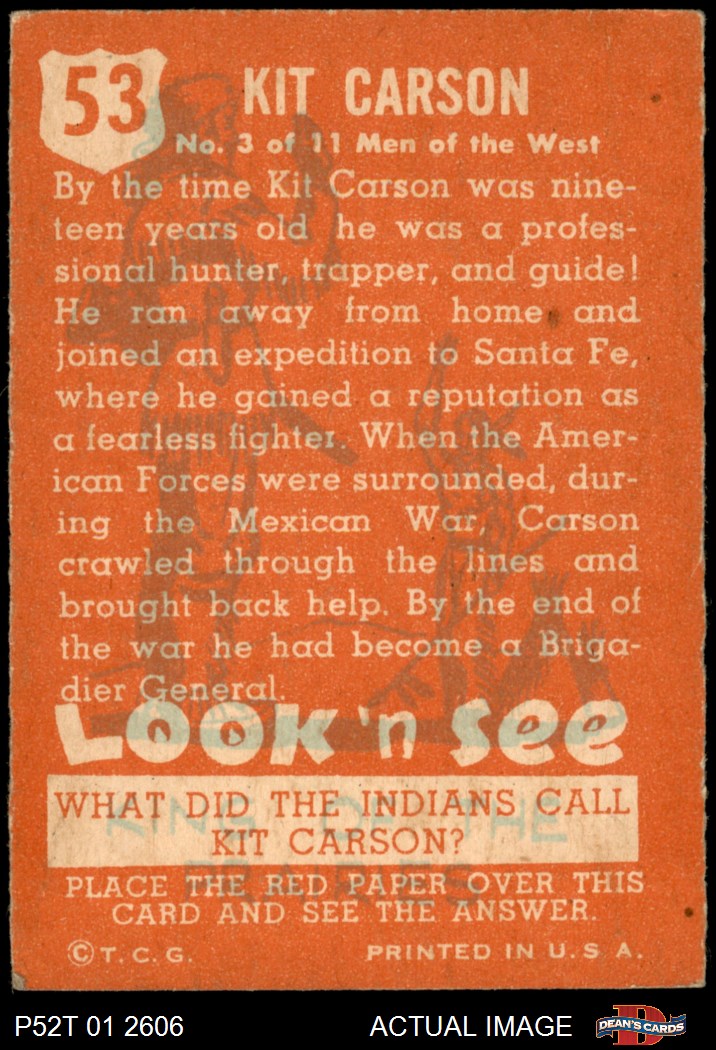 53
KIT CARSON
No. 3 of 11 Men of the West
By the time Kit Carson was nine-
teen years old he was a profes-
sional hunter, trapper, and guide!
He ran away from home and
joined an expedition to Santa Fe,
where he gained a reputation as
a fearless fighter. When the Amer-
ican Forces were surrounded, dur-
ing the Mexican War, Carson
crawled through the lines and
brought back help. By the end of
the war he had become a Briga-
dier General.
LOOK 'n See
WHAT DID THE INDIANS CALL
KIT CARSON?
KING OF THE
PRARIES
PLACE THE RED PAPER OVER THIS
CARD AND SEE THE ANSWER.
© T. C. G. PRINTED IN U. S. A.
P52T 01 2606 ACTUAL IMAGE DEAN'S CARDS